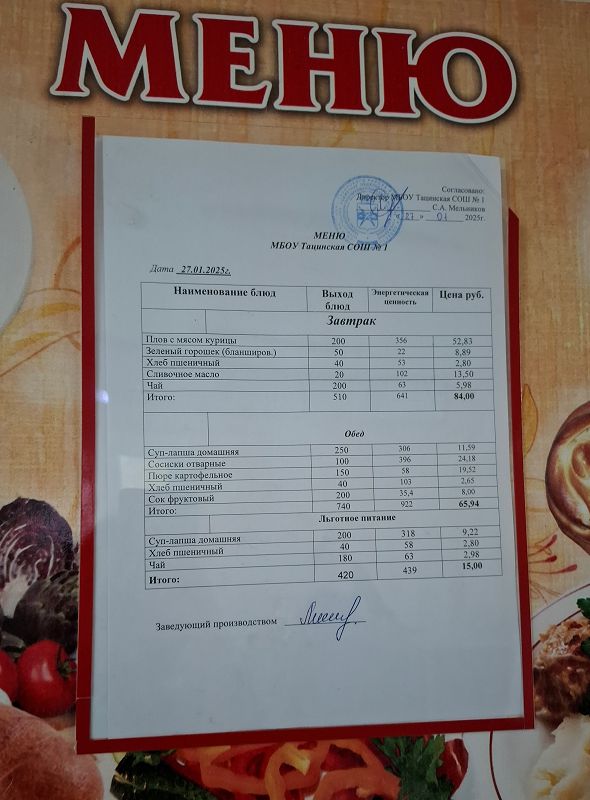 МЕНЮ
Согласовано:
Директор МБОУ Тацинская СОШ № 1
С.А. Мельников
« 27 » 01 2025г.
МЕНЮ
МБОУ Тацинская СОШ № 1
Дата 27.01.2025г.
Наименование блюд Выход блюд Энергетическая ценность Цена руб.
Завтрак
Плов с мясом курицы 200 356 52,83
Зеленый горошек (бланширов.) 50 22 8,89
Хлеб пшеничный 40 53 2,80
Сливочное масло 20 102 13,50
Чай 200 63 5,98
Итого: 510 641 84,00
Обед
Суп-лапша домашняя 250 306 11,59
Сосиски отварные 100 396 24,18
Пюре картофельное 150 58 19,52
Хлеб пшеничный 40 103 2,65
Сок фруктовый 200 35,4 8,00
Итого: 740 922 65,94
Льготное питание
Суп-лапша домашняя 200 318 9,22
Хлеб пшеничный 40 58 2,80
Чай 180 63 2,98
Итого: 420 439 15,00
Заведующий производством